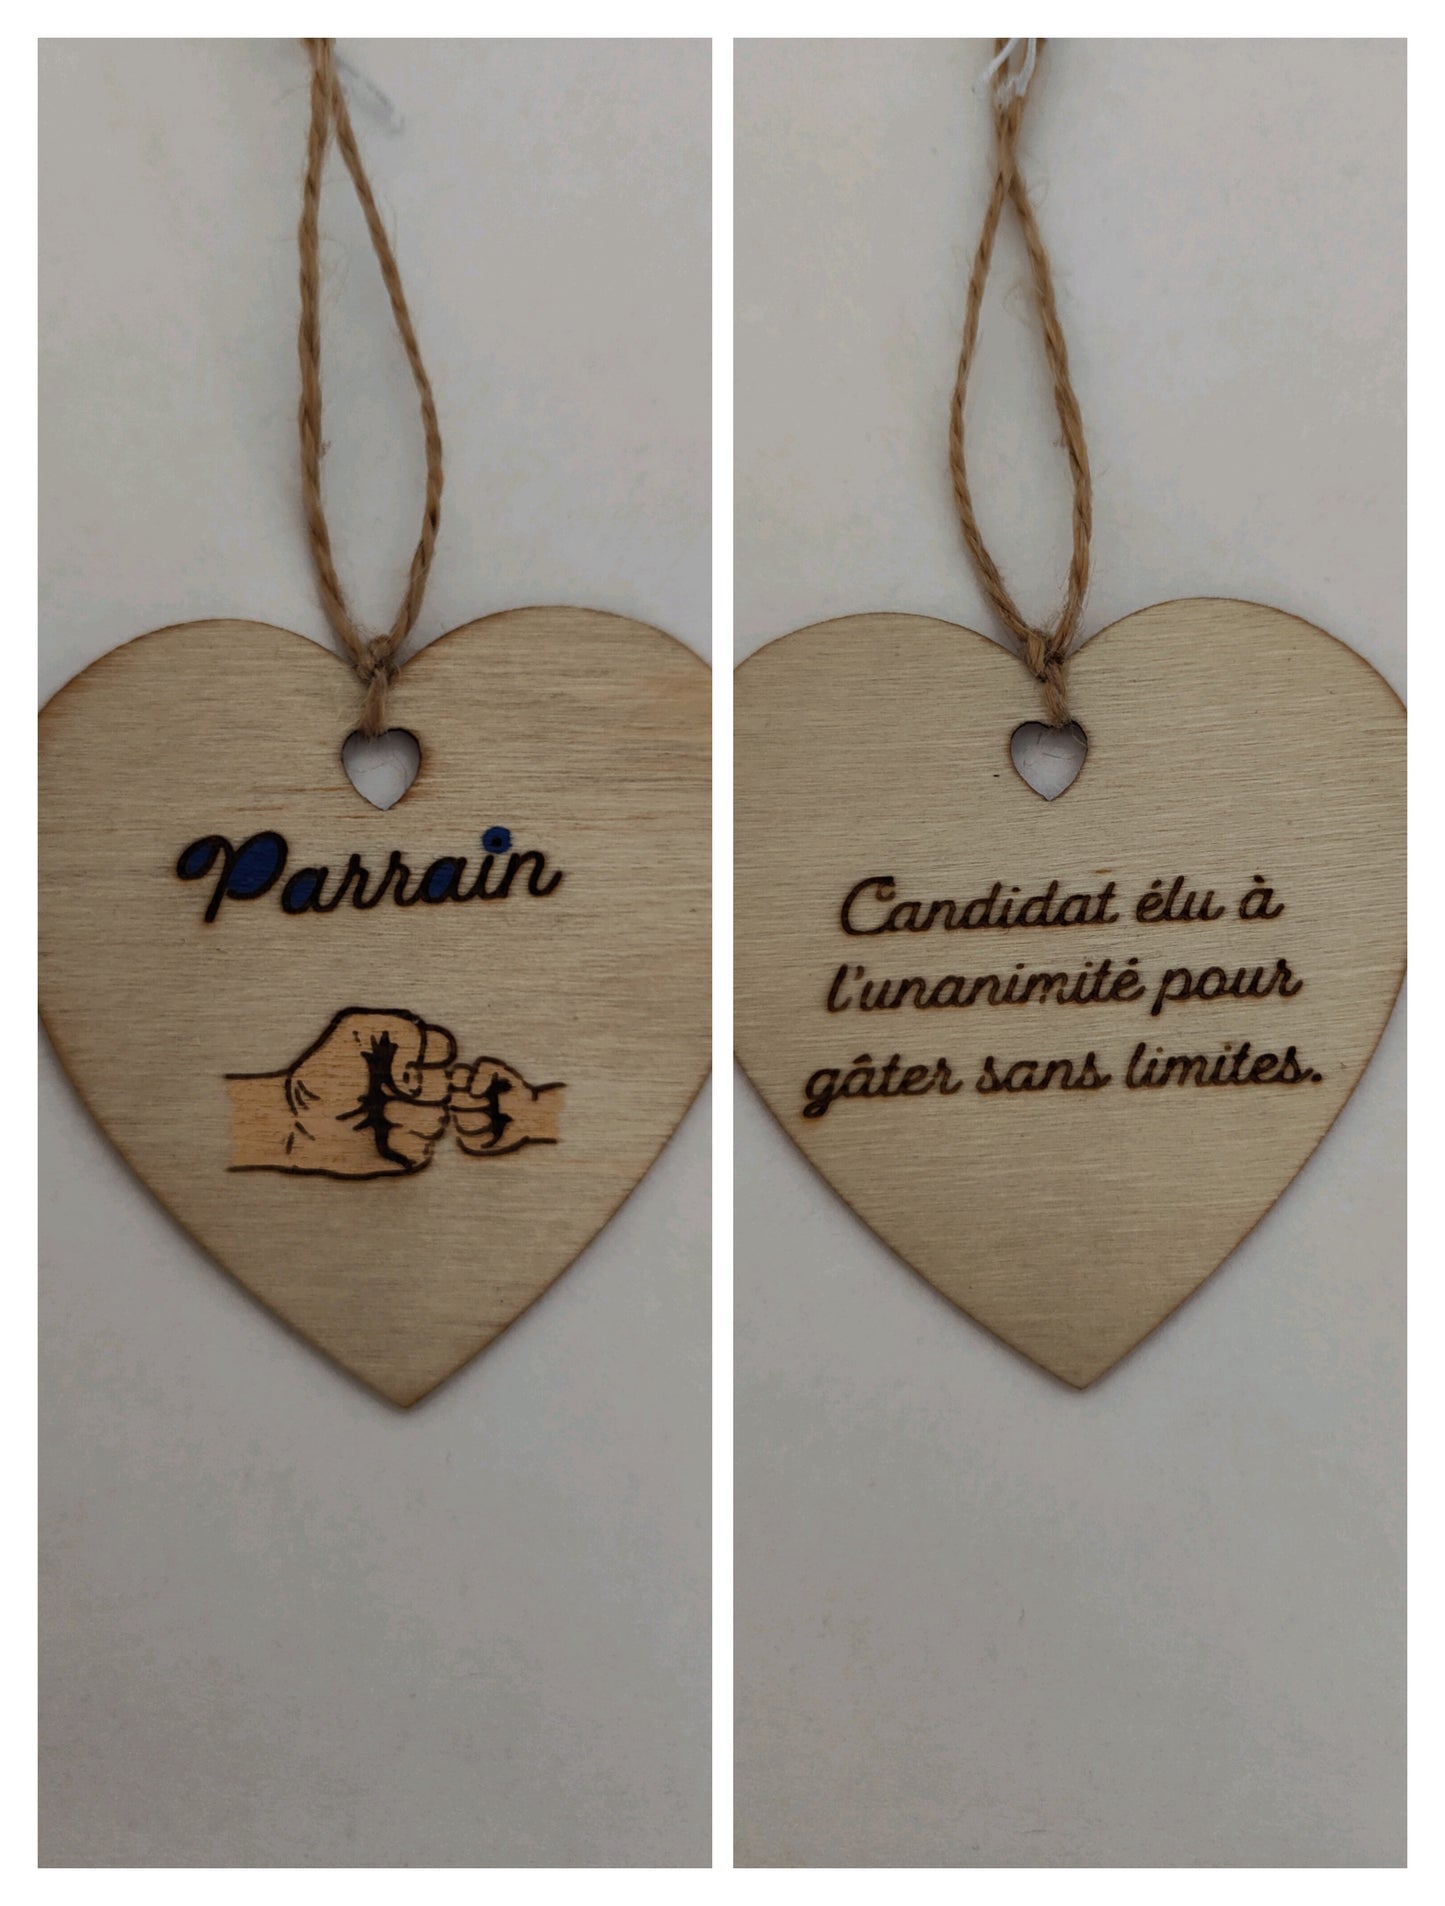 Parrain
Candidat élu à
l'unanimité pour
gâter sans limites.